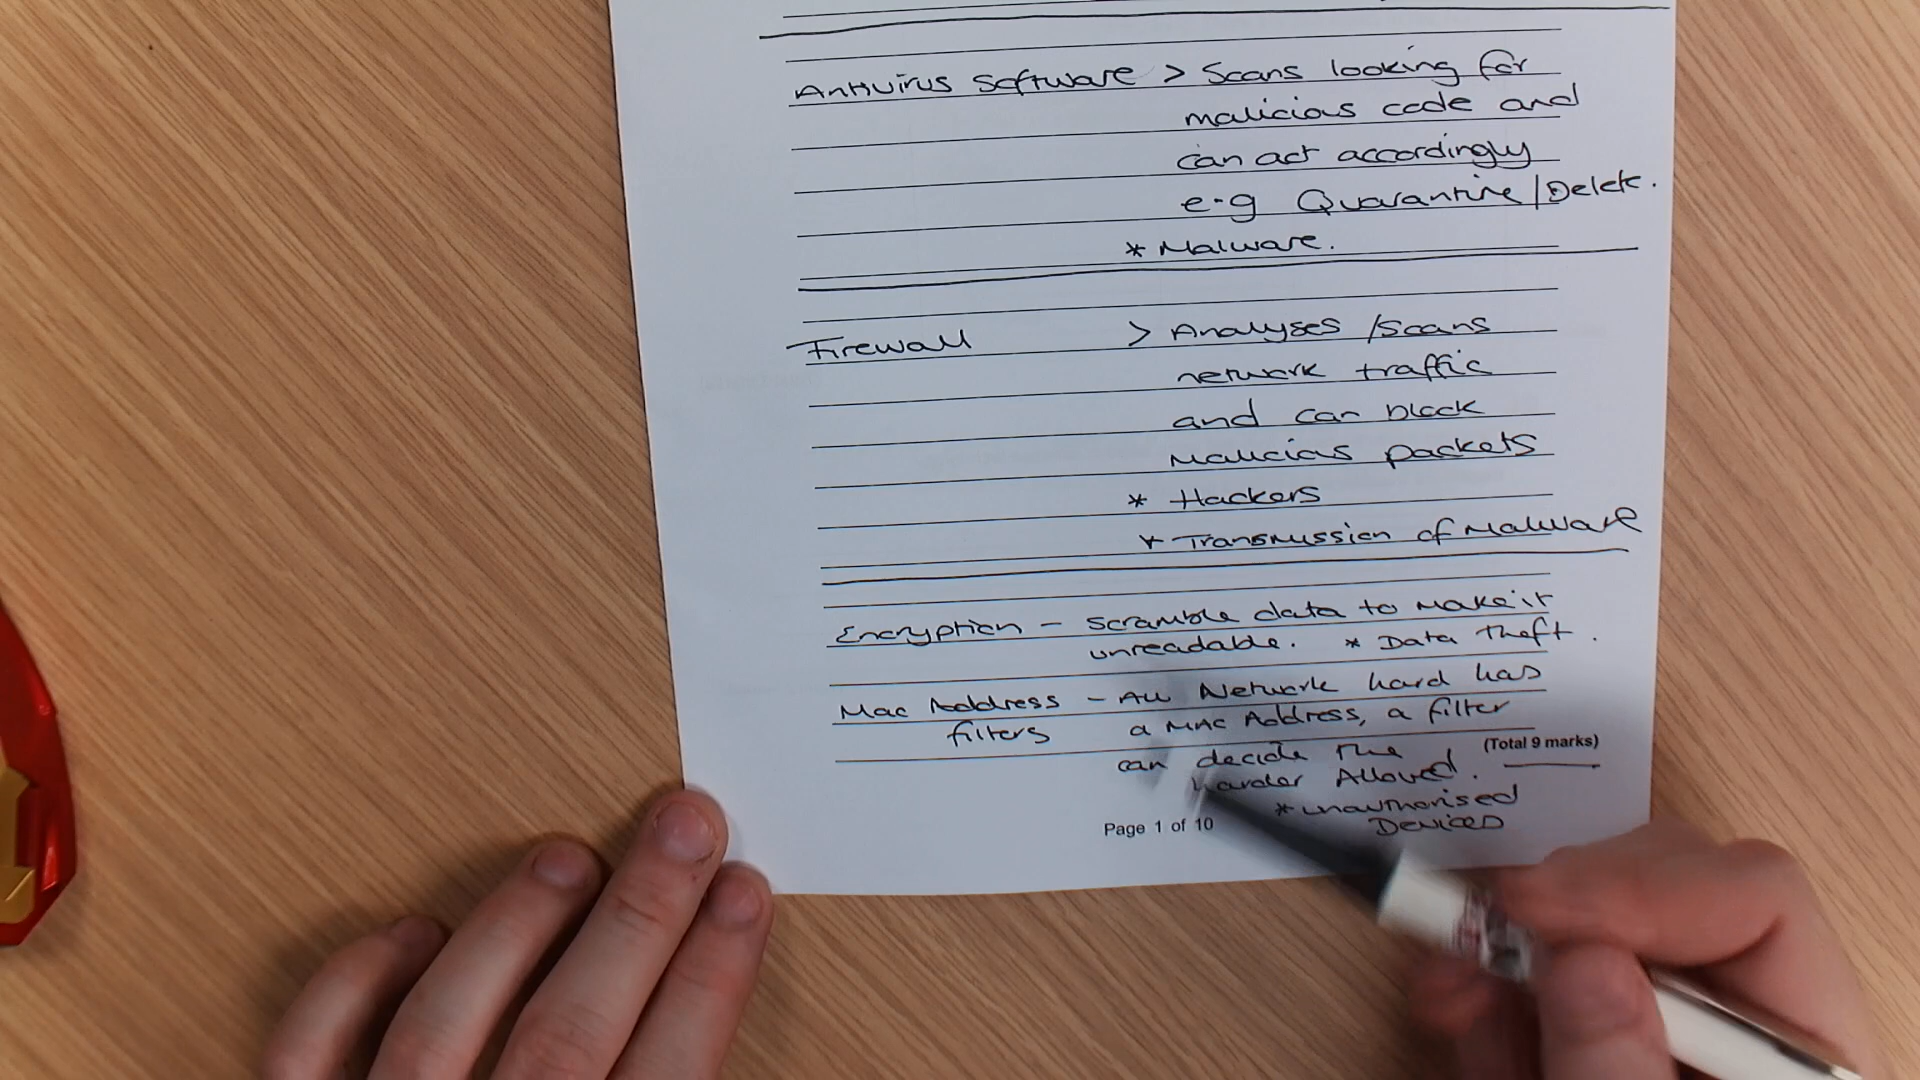 Antivirus Software > Scans looking for
malicious code and
can act accordingly
e-g Quarantine/Delete.
* Malware.
Firewall > Analyses/Scans
network traffic
and can block
malicious packets
* Hackers
* Transmission of Malware
Encryption - scramble data to make it
unreadable. * Data Theft.
Mac Address - All Network hard has
filters a MAC Address, a filter
can decide the
(Total 9 marks)
Allowed.
* unauthorised
Devices
Page 1 of 10